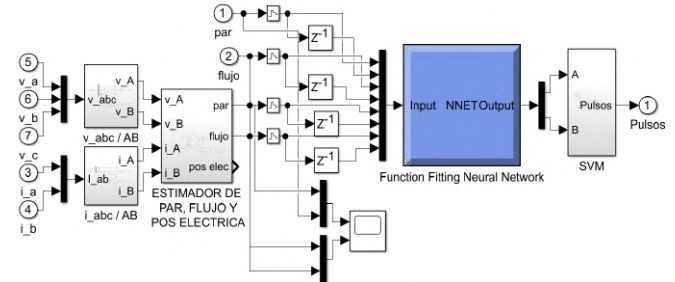 1
par
2
flujo
Z-1
Z-1
Z-1
Z-1
5
v_a
6
v_b
7
v_c
3
i_a
4
i_b
v_abc
v_A
v_B
v_abc / AB
I_ab
i_A
i_B
i_abc / AB
v_A
v_B
i_A
i_B
par
flujo
pos elec
ESTIMADOR DE
PAR, FLUJO Y
POS ELECTRICA
Input
NNETOutput
Function Fitting Neural Network
A
B
Pulsos
SVM
1
Pulsos